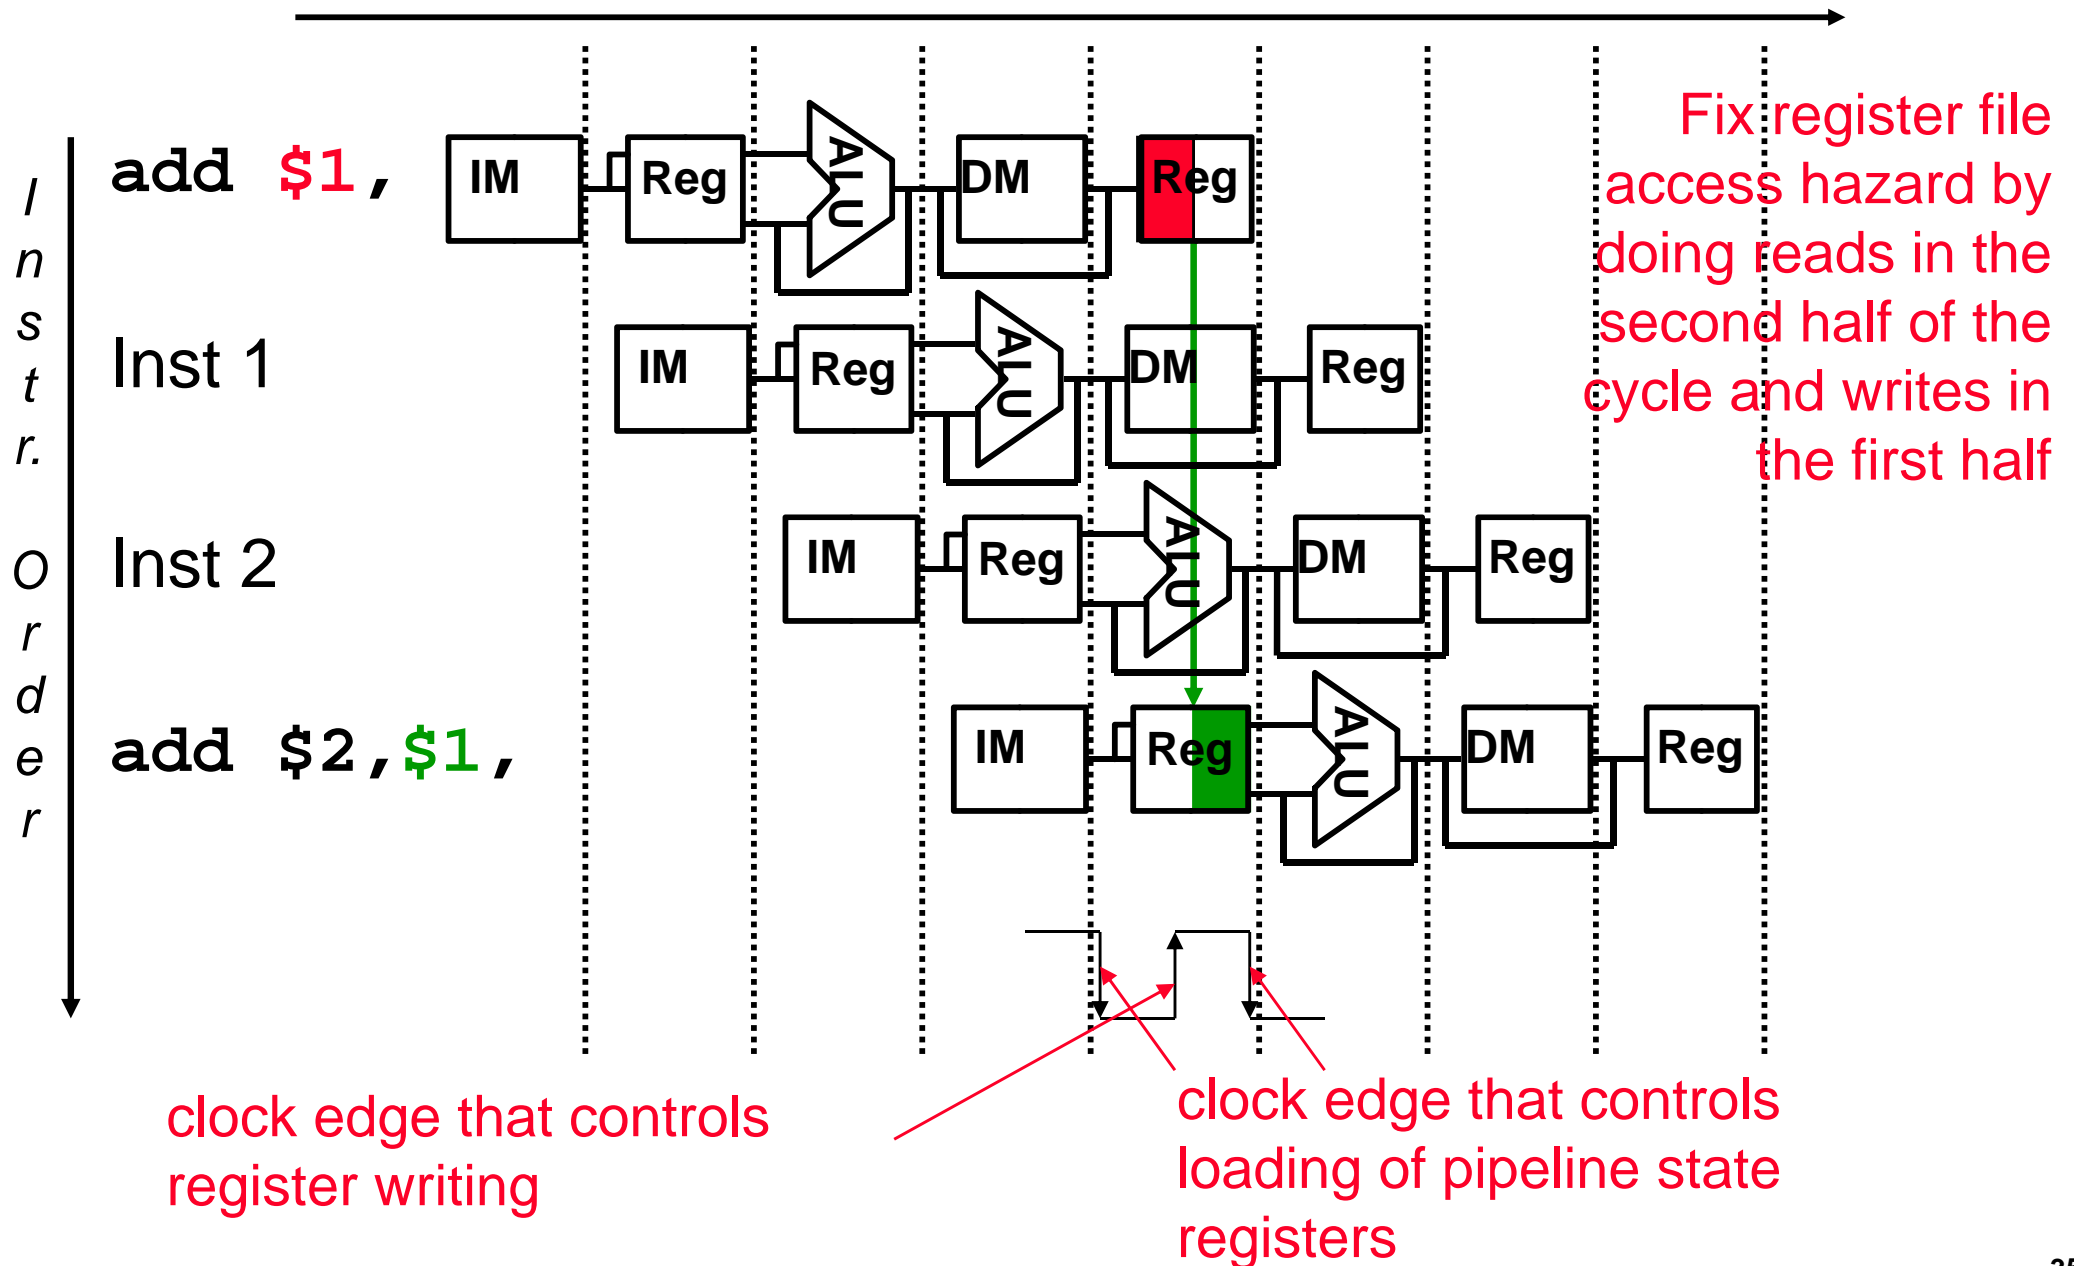 Instr. Order
add $1,
IM
Reg
ALU
DM
Reg
Fix register file
access hazard by
doing reads in the
second half of the
cycle and writes in
the first half
Inst 1
IM
Reg
ALU
DM
Reg
Inst 2
IM
Reg
ALU
DM
Reg
add $2,$1,
IM
Reg
ALU
DM
Reg
clock edge that controls
register writing
clock edge that controls
loading of pipeline state
registers